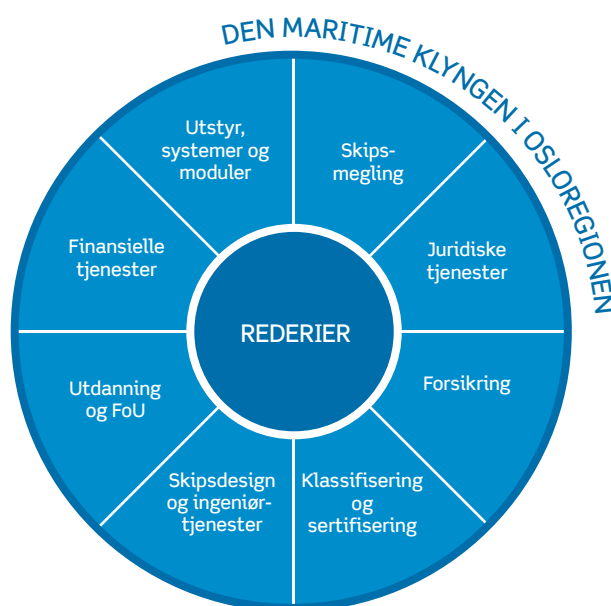 DEN MARITIME KLYNGEN I OSLOREGIONEN
Utstyr,
systemer og
moduler
Skips-
megling
Finansielle
tjenester
Juridiske
tjenester
REDERIER
Utdanning
og FoU
Forsikring
Skipsdesign
og ingeniør-
tjenester
Klassifisering
og
sertifisering